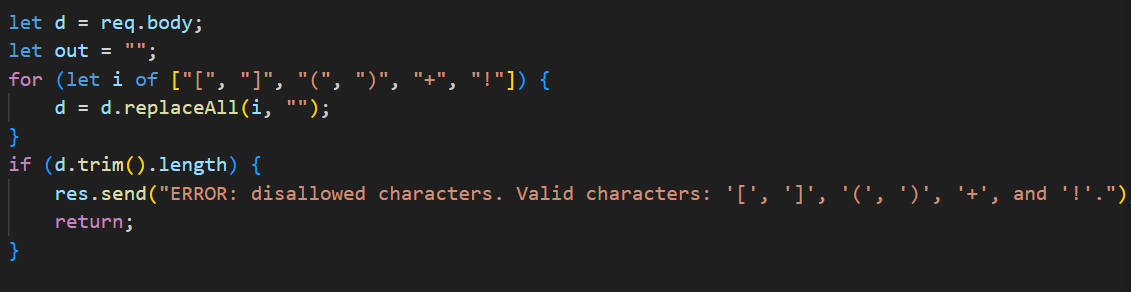 let d = req.body;
let out = "";
for (let i of ["[", "]", "(", ")", "+", "!"]) {
    d = d.replaceAll(i, "");
}
if (d.trim().length) {
    res.send("ERROR: disallowed characters. Valid characters: '[', ']', '(', ')', '+', and '!'.")
    return;
}